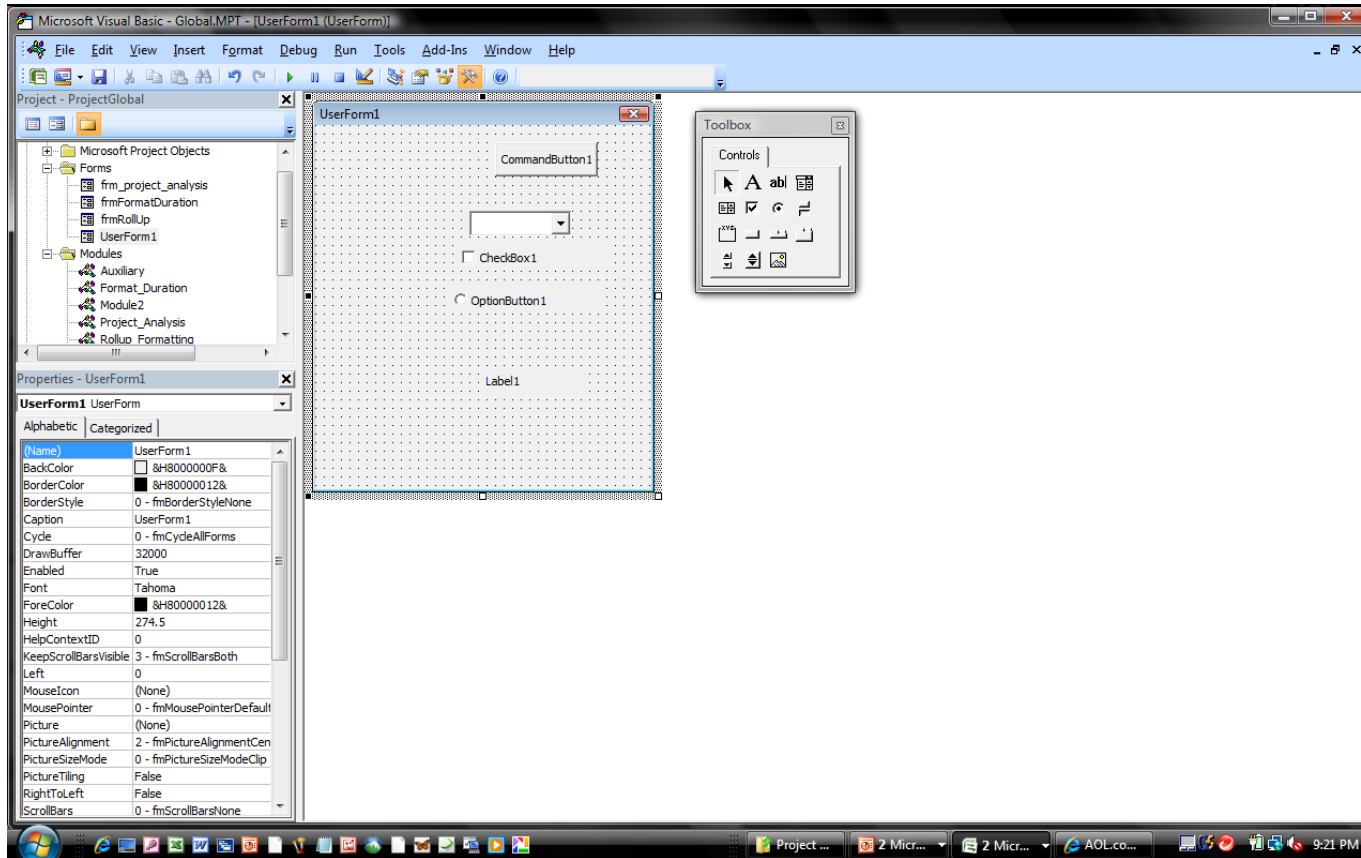 Microsoft Visual Basic - Global.MPT - [UserForm1 (UserForm)]
File Edit View Insert Format Debug Run Tools Add-Ins Window Help
Project - ProjectGlobal
Microsoft Project Objects
Forms
frm_project_analysis
frmFormatDuration
frmRollUp
UserForm1
Modules
Auxiliary
Format_Duration
Module2
Project_Analysis
Rollup_Formatting
Properties - UserForm1
UserForm1 UserForm
Alphabetic Categorized
(Name) UserForm1
BackColor &H8000000F&
BorderColor &H80000012&
BorderStyle 0 - fmBorderStyleNone
Caption UserForm1
Cycle 0 - fmCycleAllForms
DrawBuffer 32000
Enabled True
Font Tahoma
ForeColor &H80000012&
Height 274.5
HelpContextID 0
KeepScrollBarsVisible 3 - fmScrollBarsBoth
Left 0
MouseIcon (None)
MousePointer 0 - fmMousePointerDefault
Picture (None)
PictureAlignment 2 - fmPictureAlignmentCen
PictureSizeMode 0 - fmPictureSizeModeClip
PictureTiling False
RightToLeft False
ScrollBars 0 - fmScrollBarsNone
UserForm1
CommandButton1
CheckBox1
OptionButton1
Label1
Toolbox
Controls
A ab|
XYZ
Project ... 2 Micr... 2 Micr... AOL.co... 9:21 PM